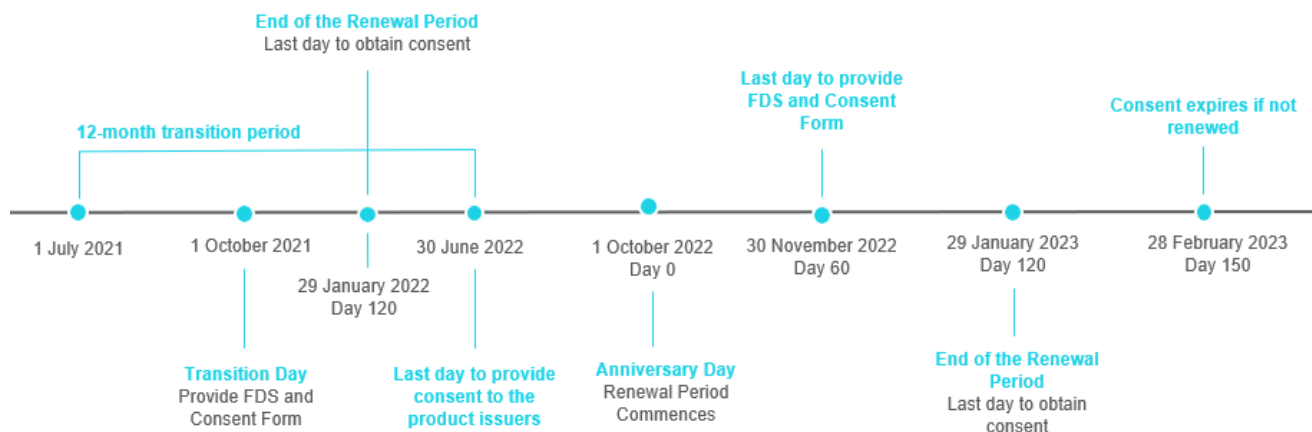 End of the Renewal Period
Last day to obtain consent
12-month transition period
Last day to provide
FDS and Consent
Form
Consent expires if not
renewed
1 July 2021
1 October 2021
29 January 2022
Day 120
30 June 2022
1 October 2022
Day 0
30 November 2022
Day 60
29 January 2023
Day 120
28 February 2023
Day 150
Transition Day
Provide FDS and
Consent Form
Last day to provide
consent to the
product issuers
Anniversary Day
Renewal Period
Commences
End of the Renewal
Period
Last day to obtain
consent